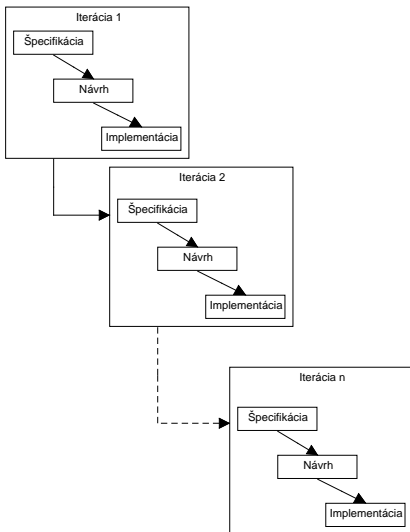 Iterácia 1
Špecifikácia
Návrh
Implementácia
Iterácia 2
Špecifikácia
Návrh
Implementácia
Iterácia n
Špecifikácia
Návrh
Implementácia